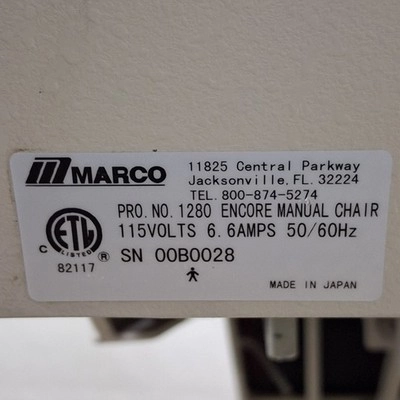 m MARCO
11825 Central Parkway
Jacksonville, FL. 32224
TEL. 800-874-5274
PRO. NO. 1280 ENCORE MANUAL CHAIR
115VOLTS 6.6AMPS 50/60Hz
SN 00B0028
C ETL LISTED ®
82117
MADE IN JAPAN